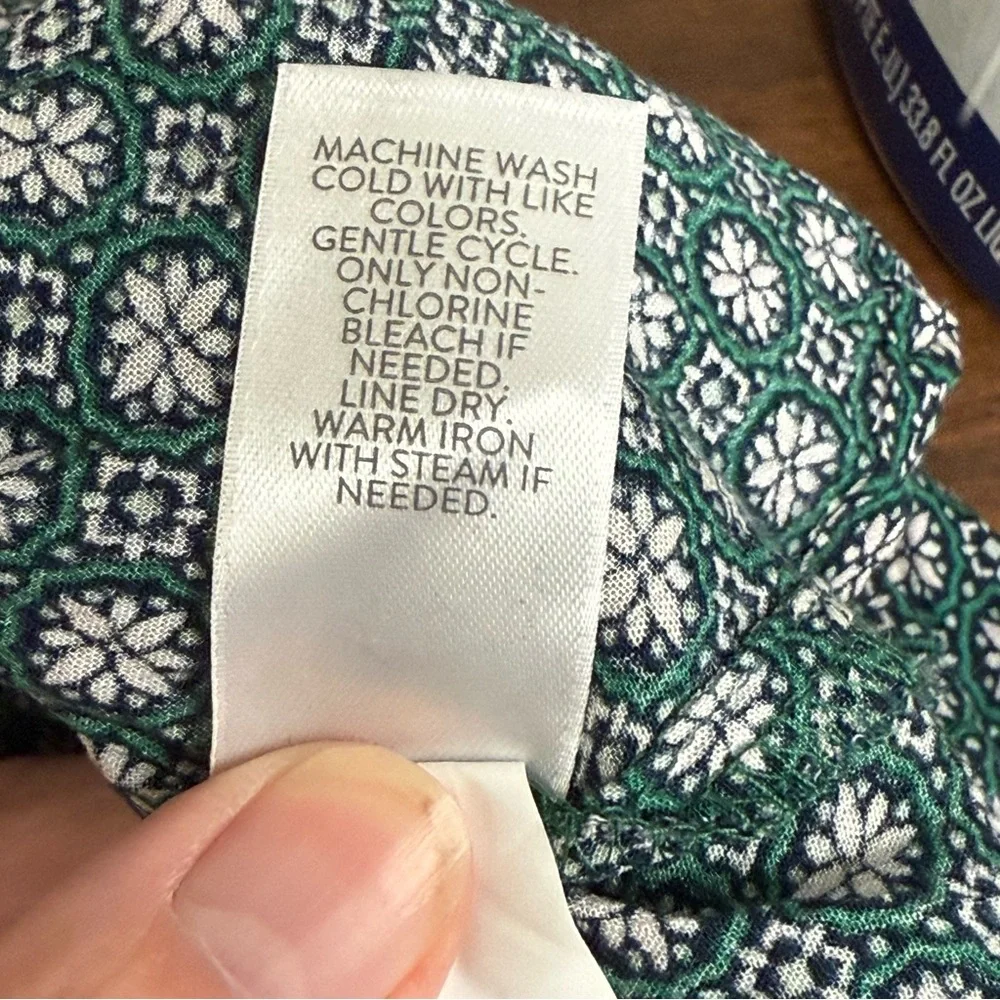 MACHINE WASH
COLD WITH LIKE
COLORS.
GENTLE CYCLE.
ONLY NON-
CHLORINE
BLEACH IF
NEEDED.
LINE DRY.
WARM IRON
WITH STEAM IF
NEEDED.
33.8 FL OZ